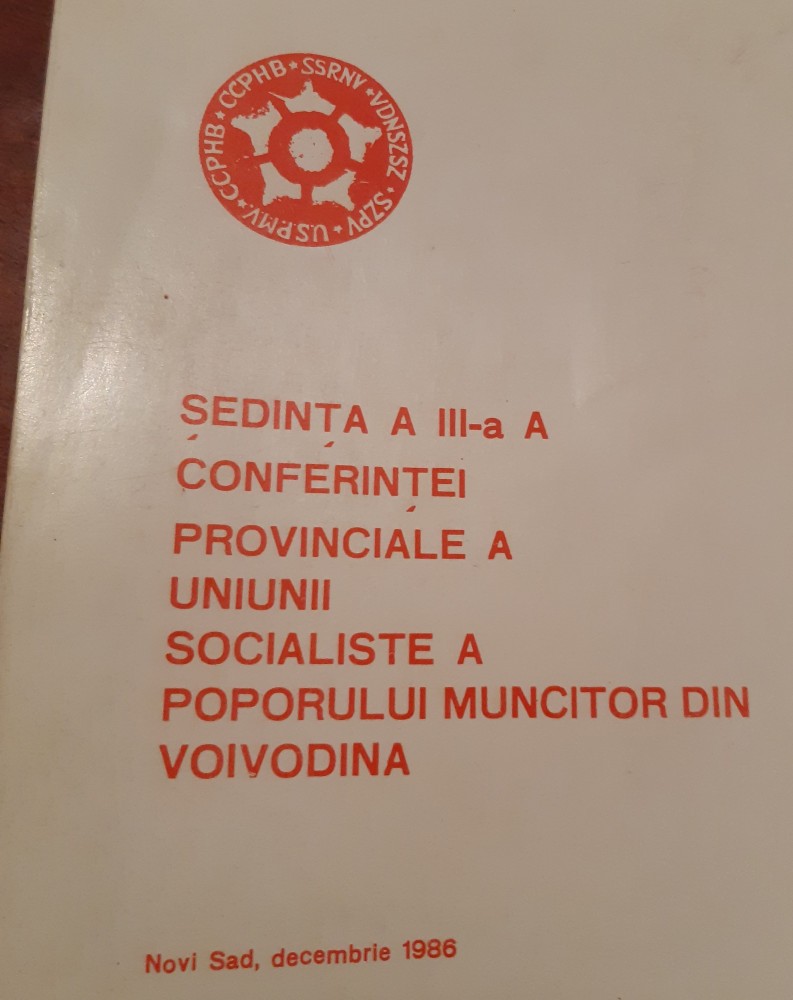 CCPHB * CCPHB * SSRNV * VDNSZSZ * SZPV * U.S.P.M.V. *
ȘEDINȚA A III-a A
CONFERINȚEI
PROVINCIALE A
UNIUNII
SOCIALISTE A
POPORULUI MUNCITOR DIN
VOIVODINA
Novi Sad, decembrie 1986